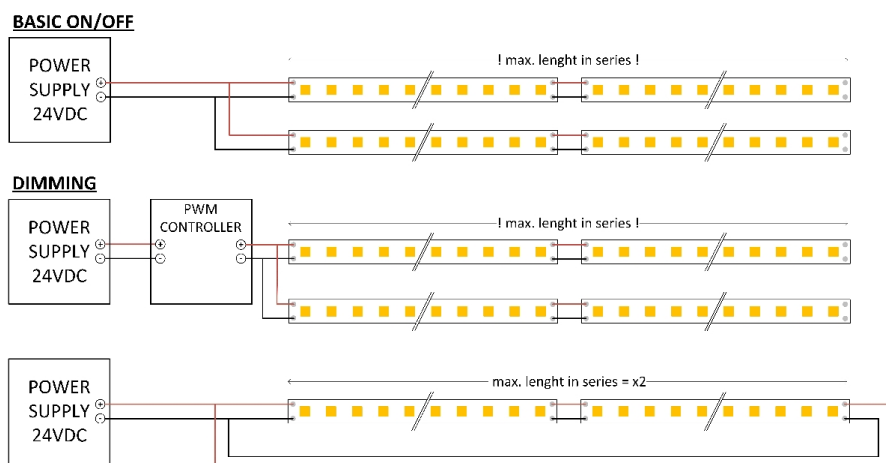 BASIC ON/OFF
POWER
SUPPLY
24VDC
+
-
! max. lenght in series !
DIMMING
POWER
SUPPLY
24VDC
+
-
PWM
CONTROLLER
+
-
+
-
! max. lenght in series !
POWER
SUPPLY
24VDC
+
-
max. lenght in series = x2